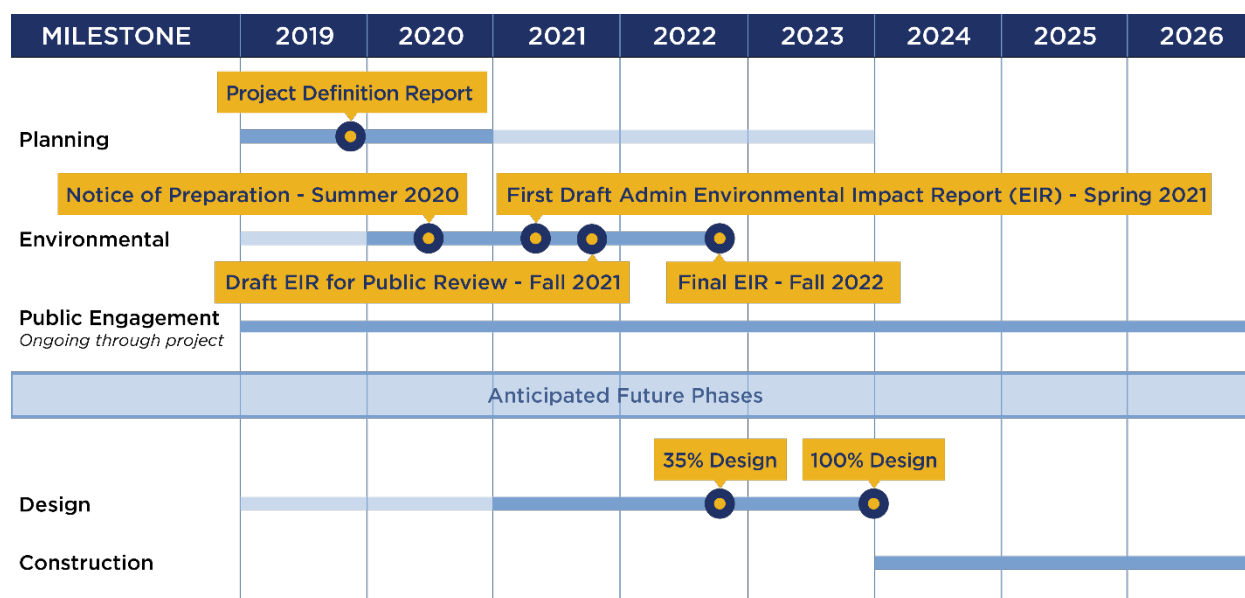 MILESTONE 2019 2020 2021 2022 2023 2024 2025 2026
Project Definition Report
Planning
Notice of Preparation - Summer 2020
First Draft Admin Environmental Impact Report (EIR) - Spring 2021
Environmental
Draft EIR for Public Review - Fall 2021
Final EIR - Fall 2022
Public Engagement
Ongoing through project
Anticipated Future Phases
35% Design
100% Design
Design
Construction